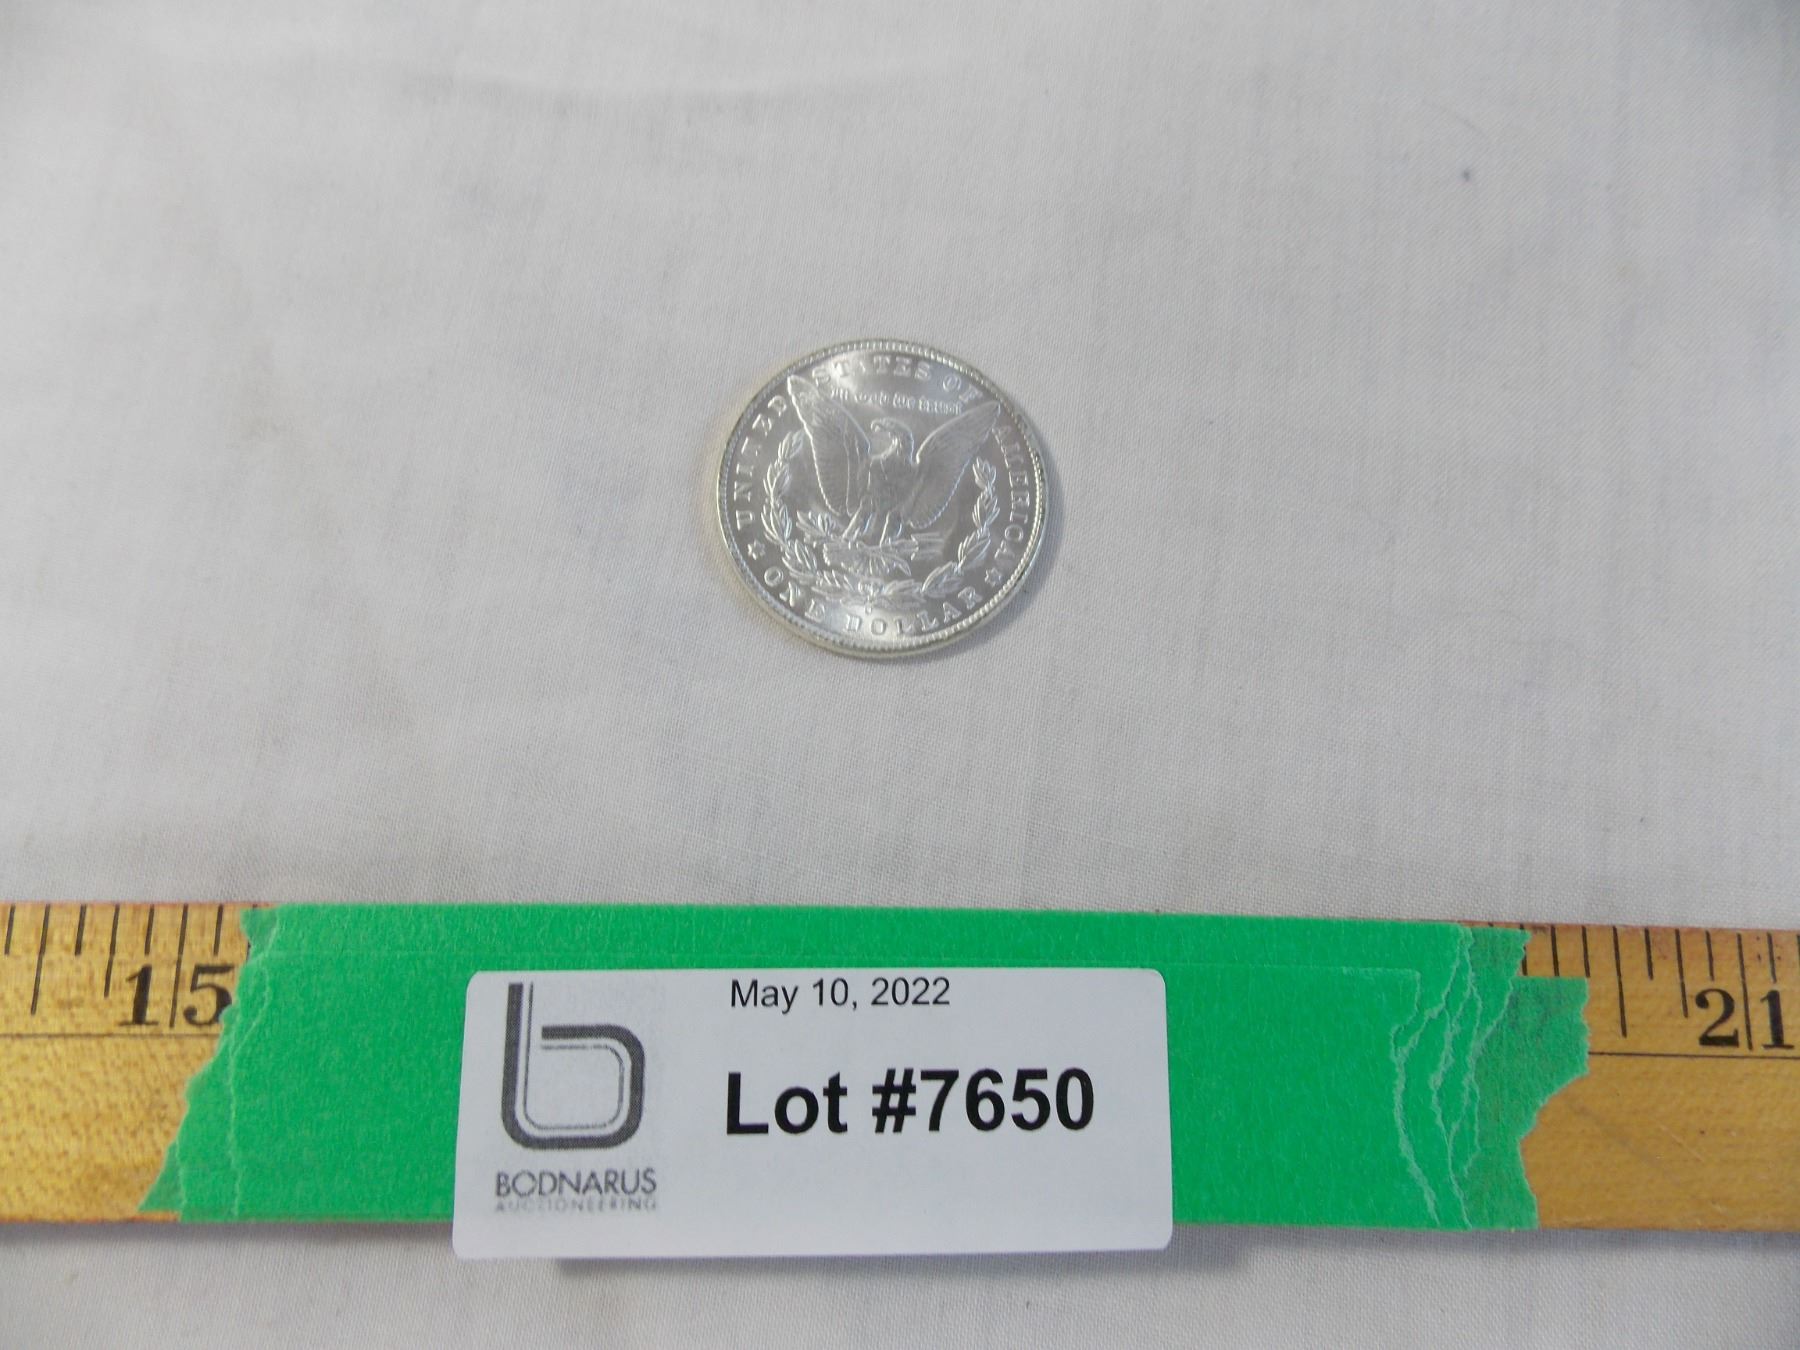 UNITED STATES OF AMERICA
In God we trust
ONE DOLLAR
15
21
May 10, 2022
Lot #7650
BODNARUS
AUCTIONEERING